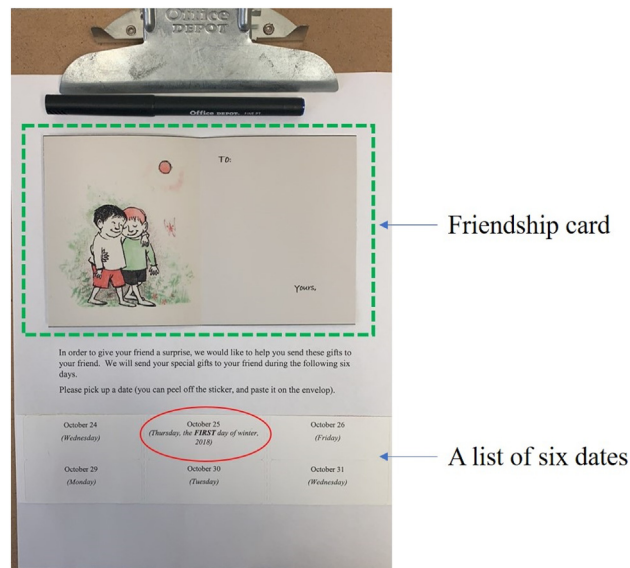 Office
DEPOT
Office DEPOT
TO:
Friendship card
Yours,
In order to give your friend a surprise, we would like to help you send these gifts to
your friend. We will send your special gifts to your friend during the following six
days.
Please pick up a date (you can peel off the sticker, and paste it on the envelop).
October 24
(Wednesday)
October 25
(Thursday, the FIRST day of winter,
2018)
October 26
(Friday)
A list of six dates
October 29
(Monday)
October 30
(Tuesday)
October 31
(Wednesday)